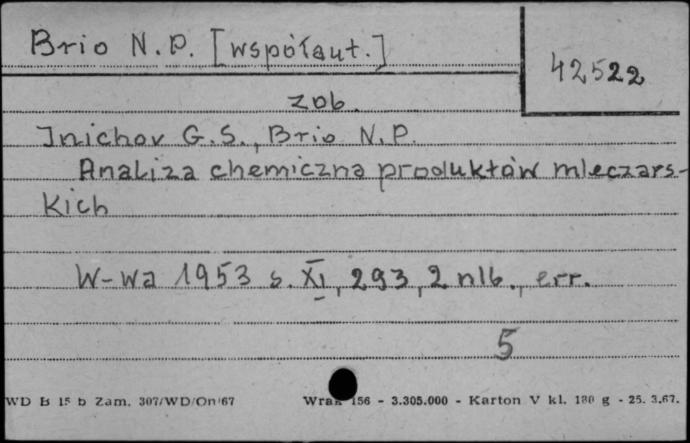 Brio N.P. [współaut.]
42522
zob.
Inichov G.S., Brio N.P.
Analiza chemiczna produktów mleczars-
kich
W-wa 1953 s. XI, 293, 2 nlb., err.
5
WD B 15 b Zam. 307/WD/On/67
156 - 3.305.000 - Karton V kl. 180 g - 25. 3.67.